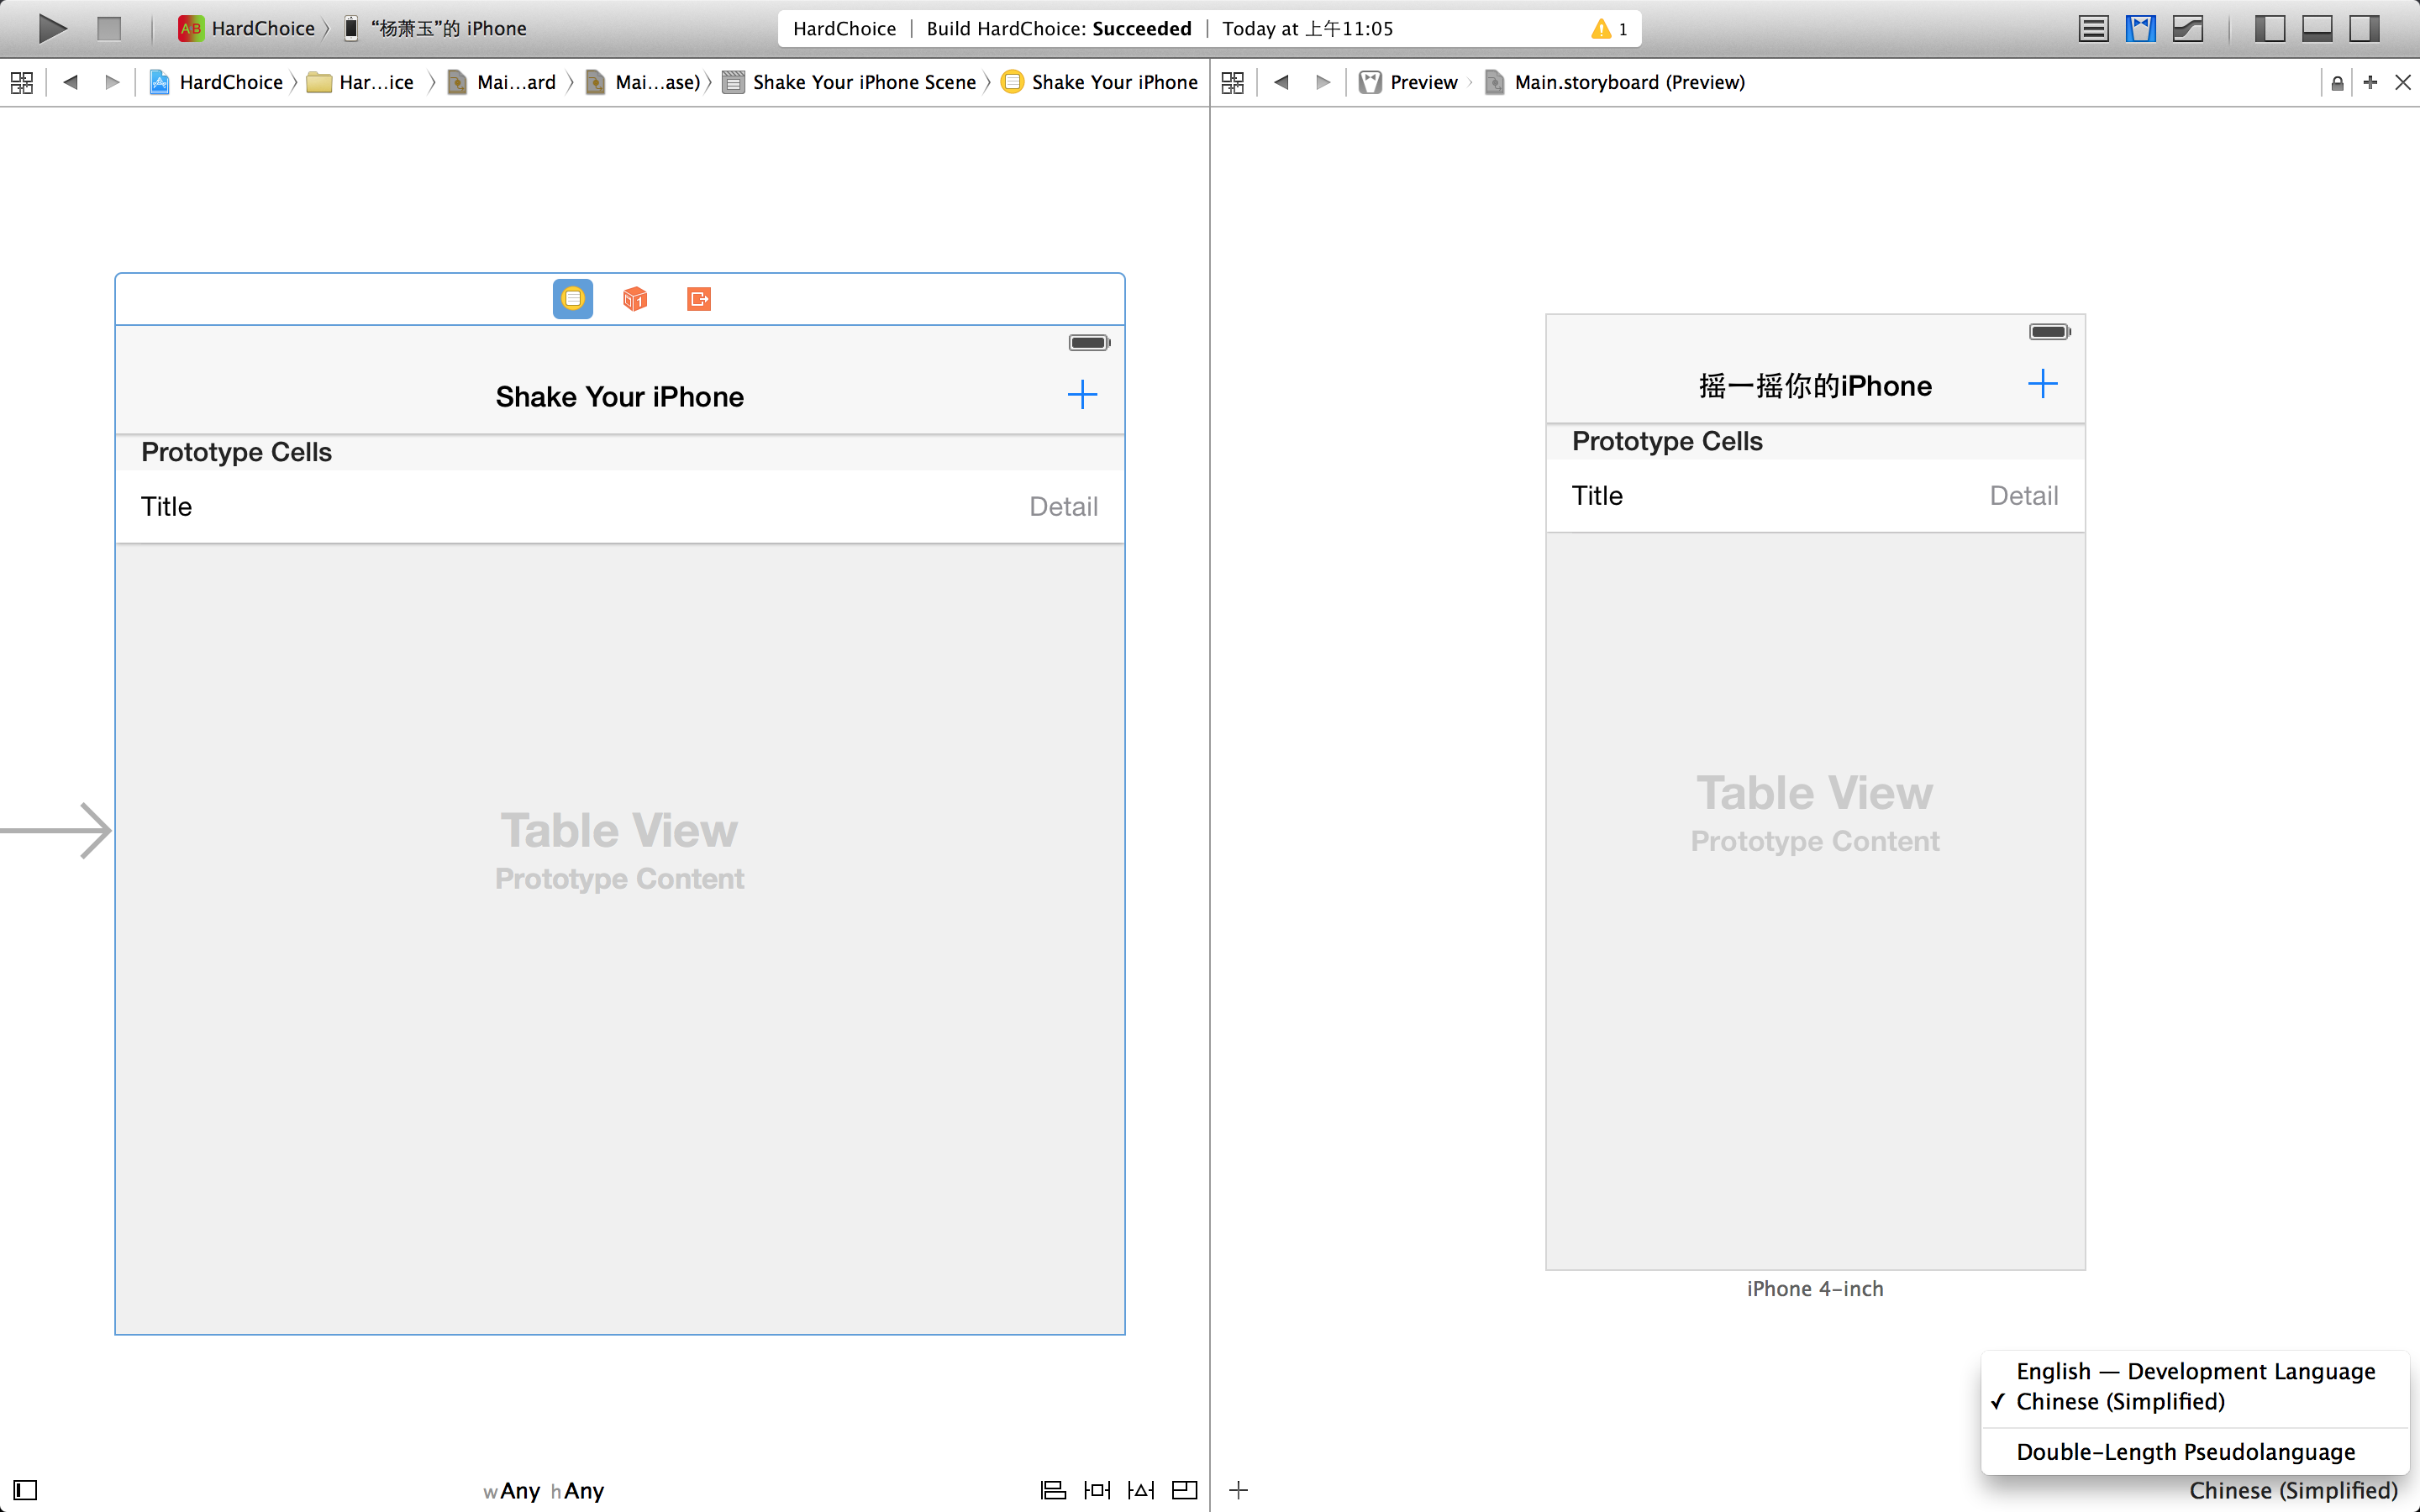 HardChoice “杨萧玉”的 iPhone
HardChoice | Build HardChoice: Succeeded | Today at 上午11:05 1
HardChoice Har...ice Mai...ard Mai...ase) Shake Your iPhone Scene Shake Your iPhone
Preview Main.storyboard (Preview)
Shake Your iPhone
Prototype Cells
Title Detail
Table View
Prototype Content
wAny hAny
摇一摇你的iPhone
Prototype Cells
Title Detail
Table View
Prototype Content
iPhone 4-inch
English — Development Language
✓ Chinese (Simplified)
Double-Length Pseudolanguage
Chinese (Simplified)